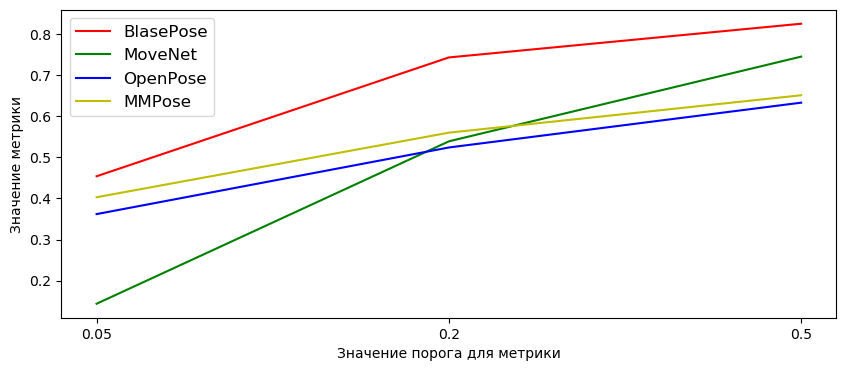 BlasePose
MoveNet
OpenPose
MMPose
Значение метрики
0.8
0.7
0.6
0.5
0.4
0.3
0.2
0.05 0.2 0.5
Значение порога для метрики